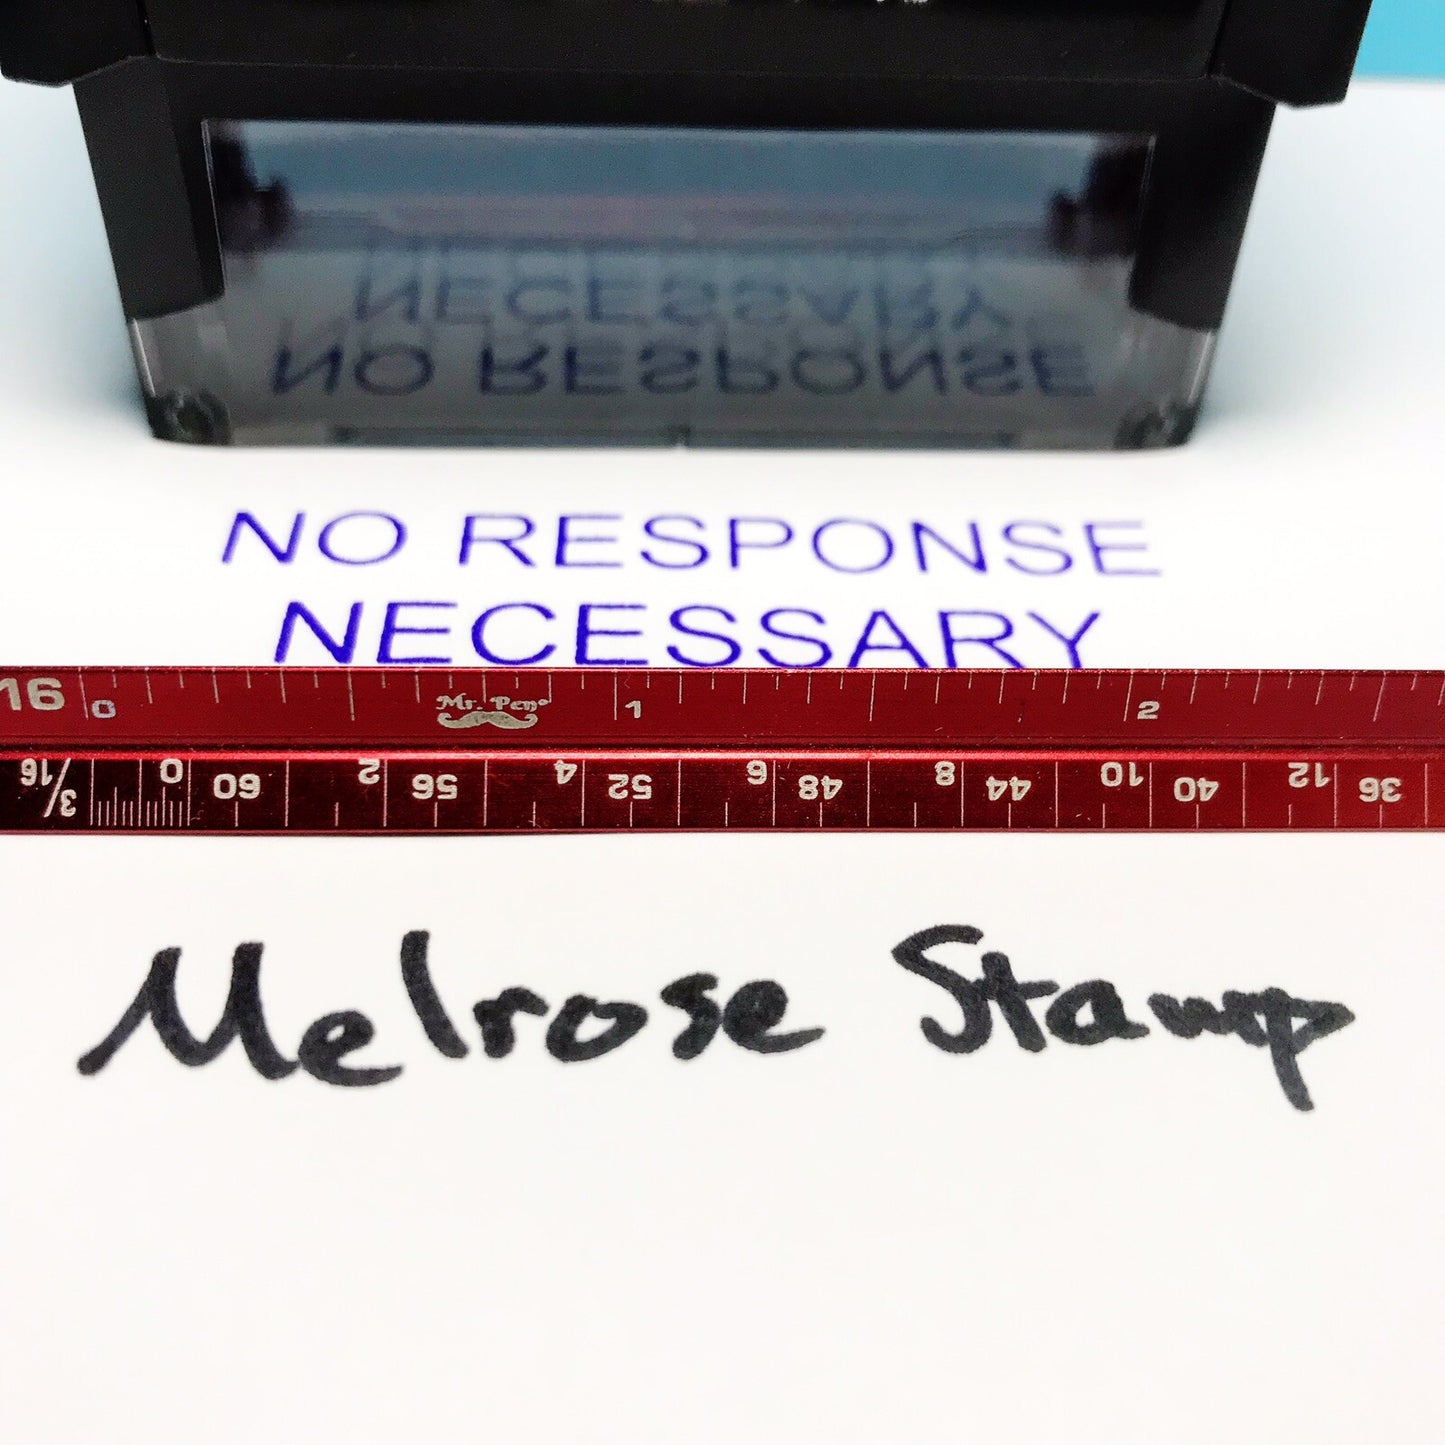 NECESSARY
NO RESPONSE
NO RESPONSE
NECESSARY
16 0 Mr. Pen 1 2
3/16 0 60 2 56 4 52 6 48 8 44 10 40 12 36
Melrose Stamp